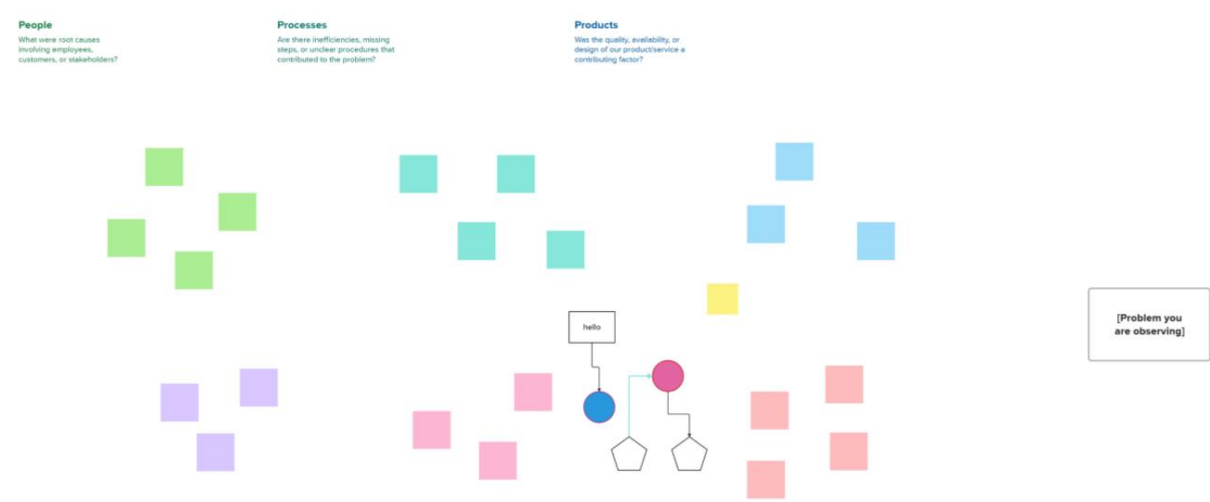 People
What were root causes
involving employees,
customers, or stakeholders?
Processes
Are there inefficiencies, missing
steps, or unclear procedures that
contributed to the problem?
Products
Was the quality, availability, or
design of our product/service a
contributing factor?
hello
[Problem you
are observing]